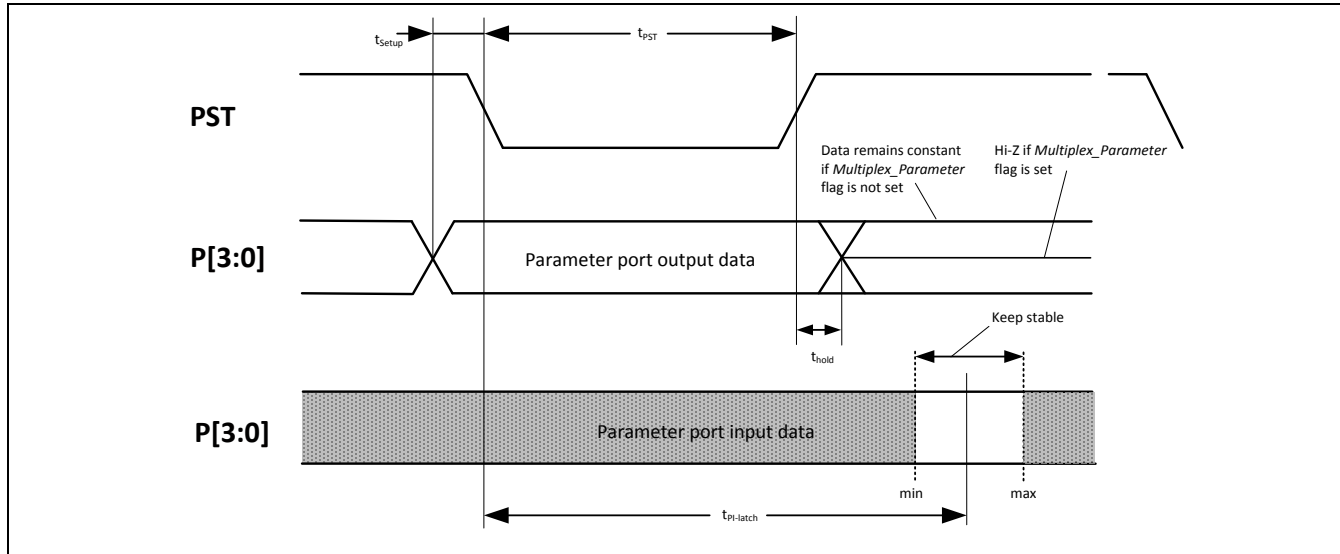 tSetup
tPST
PST
Data remains constant
if Multiplex_Parameter
flag is not set
Hi-Z if Multiplex_Parameter
flag is set
P[3:0]
Parameter port output data
Keep stable
thold
P[3:0]
Parameter port input data
min
max
tPI-latch